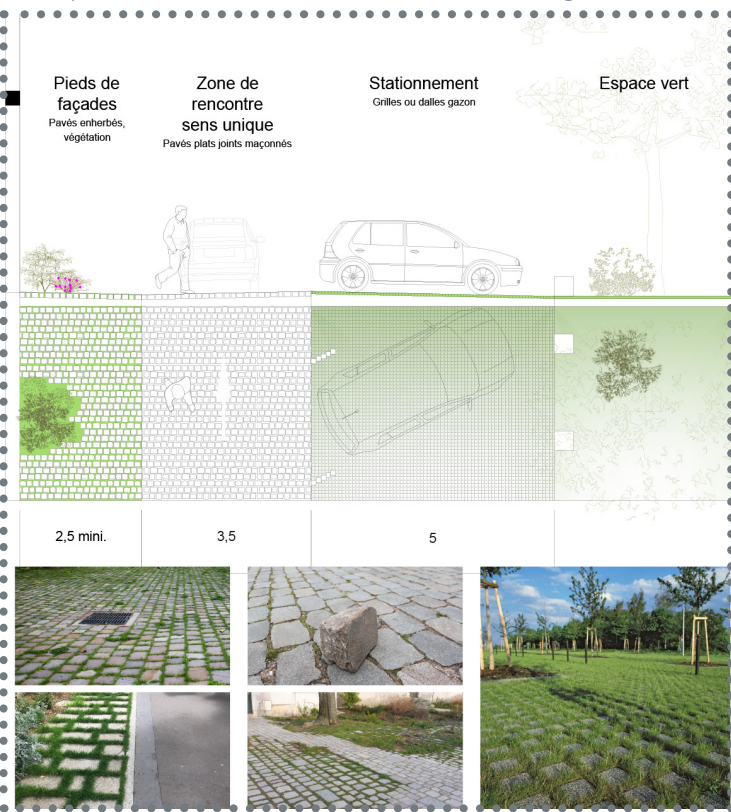 Pieds de
façades
Pavés enherbés,
végétation
Zone de
rencontre
sens unique
Pavés plats joints maçonnés
Stationnement
Grilles ou dalles gazon
Espace vert
2,5 mini.
3,5
5